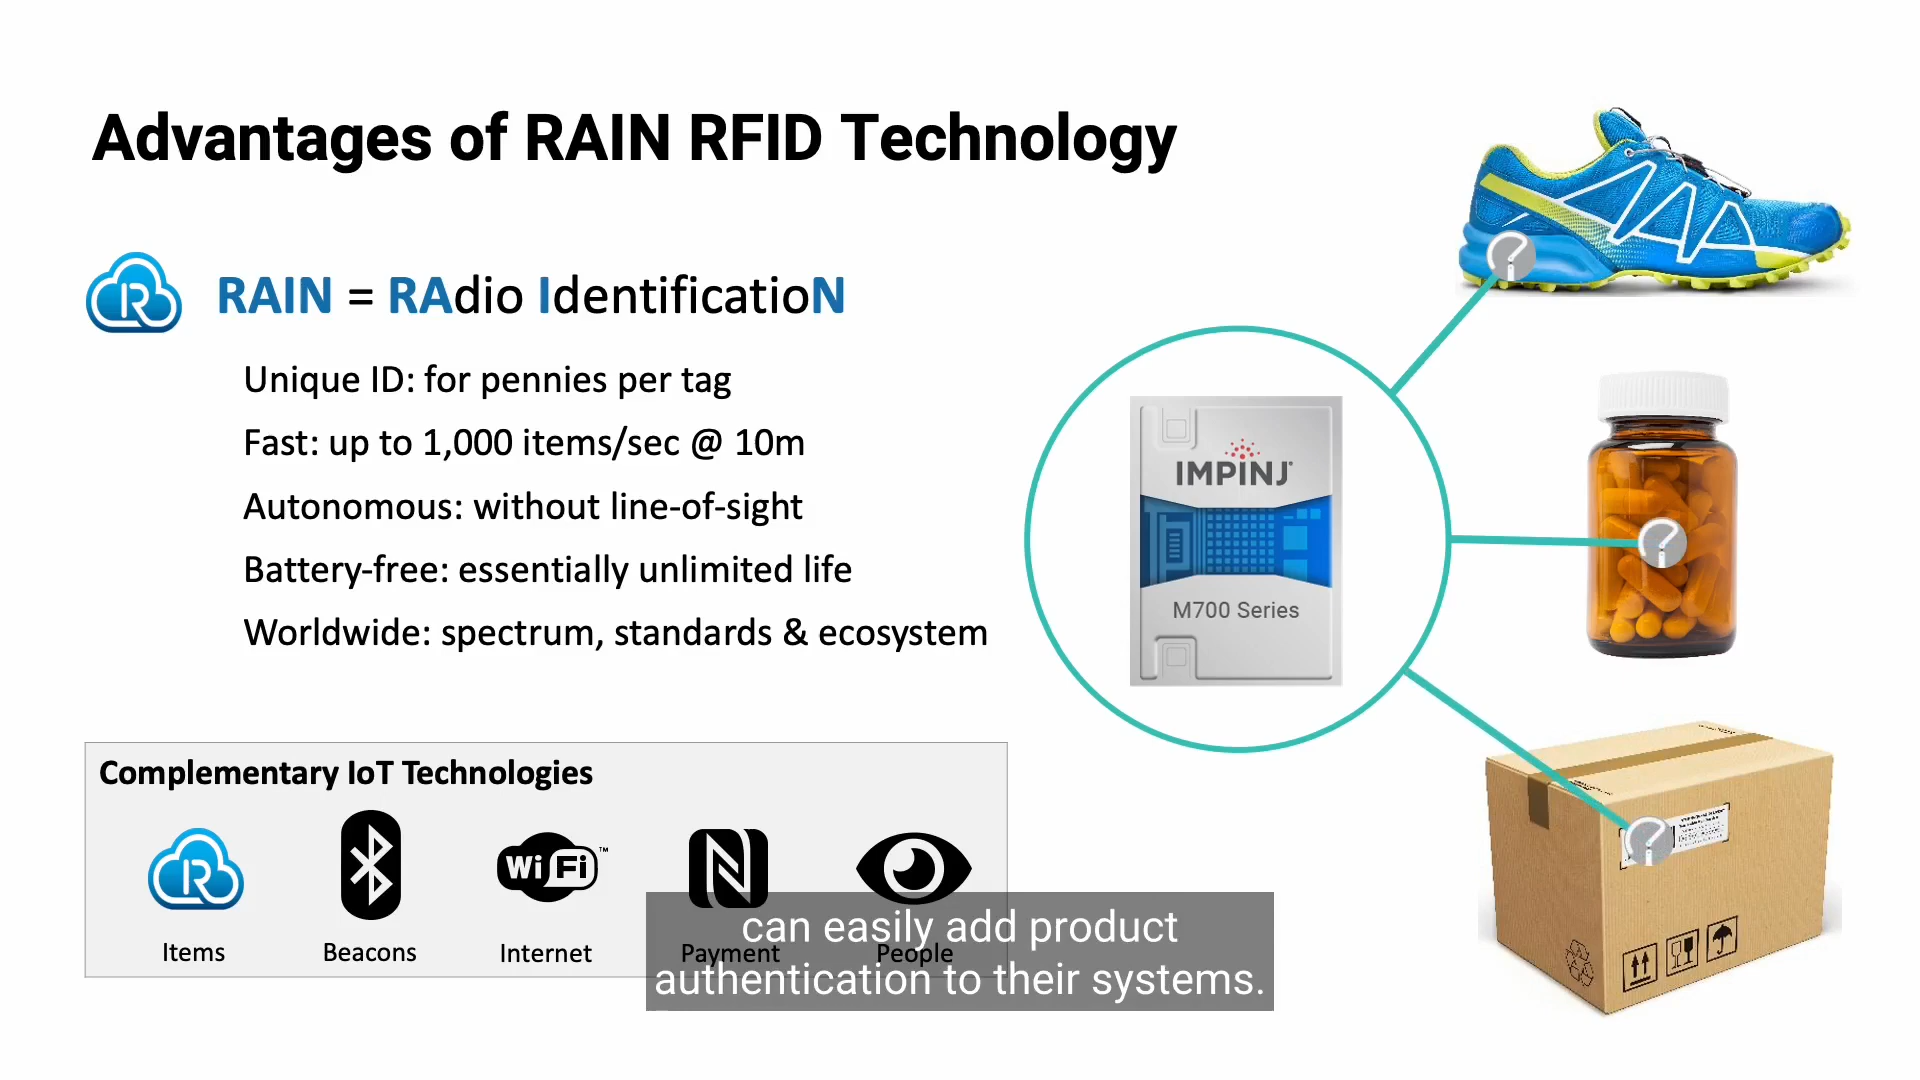 Advantages of RAIN RFID Technology
RAIN = RAdio IdentificatioN
Unique ID: for pennies per tag
Fast: up to 1,000 items/sec @ 10m
Autonomous: without line-of-sight
Battery-free: essentially unlimited life
Worldwide: spectrum, standards & ecosystem
IMPINJ
M700 Series
Complementary IoT Technologies
R
Wi Fi™
Items
Beacons
Internet
Payment
People
can easily add product
authentication to their systems.